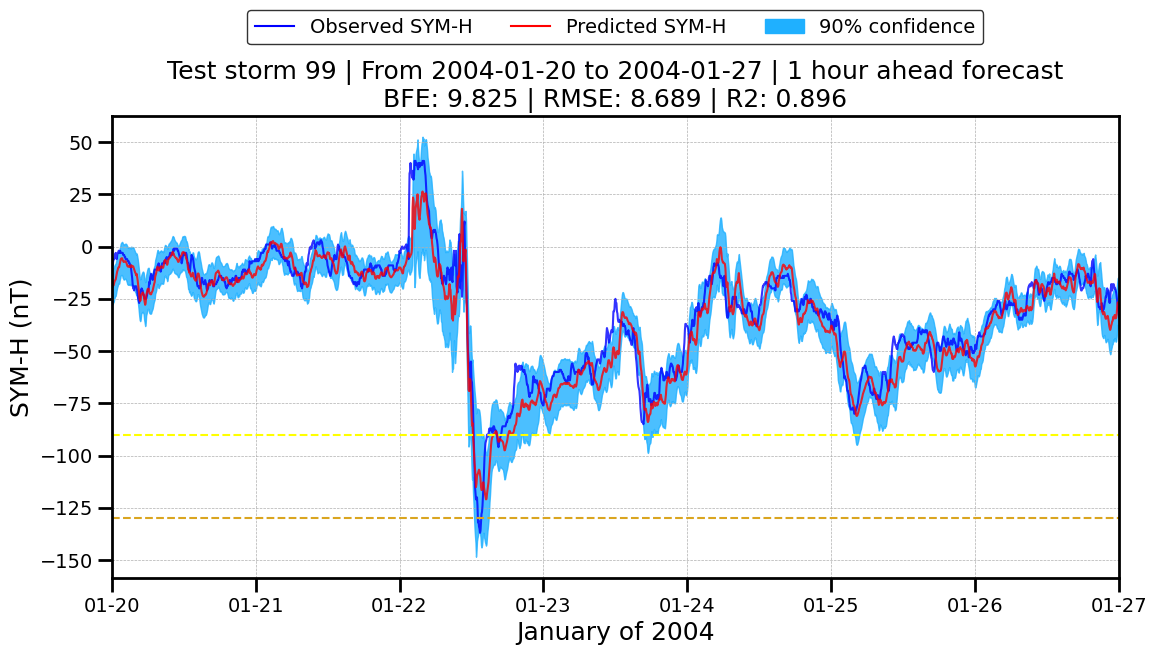 Observed SYM-H Predicted SYM-H 90% confidence
Test storm 99 | From 2004-01-20 to 2004-01-27 | 1 hour ahead forecast
BFE: 9.825 | RMSE: 8.689 | R2: 0.896
SYM-H (nT)
50
25
0
−25
−50
−75
−100
−125
−150
01-20 01-21 01-22 01-23 01-24 01-25 01-26 01-27
January of 2004